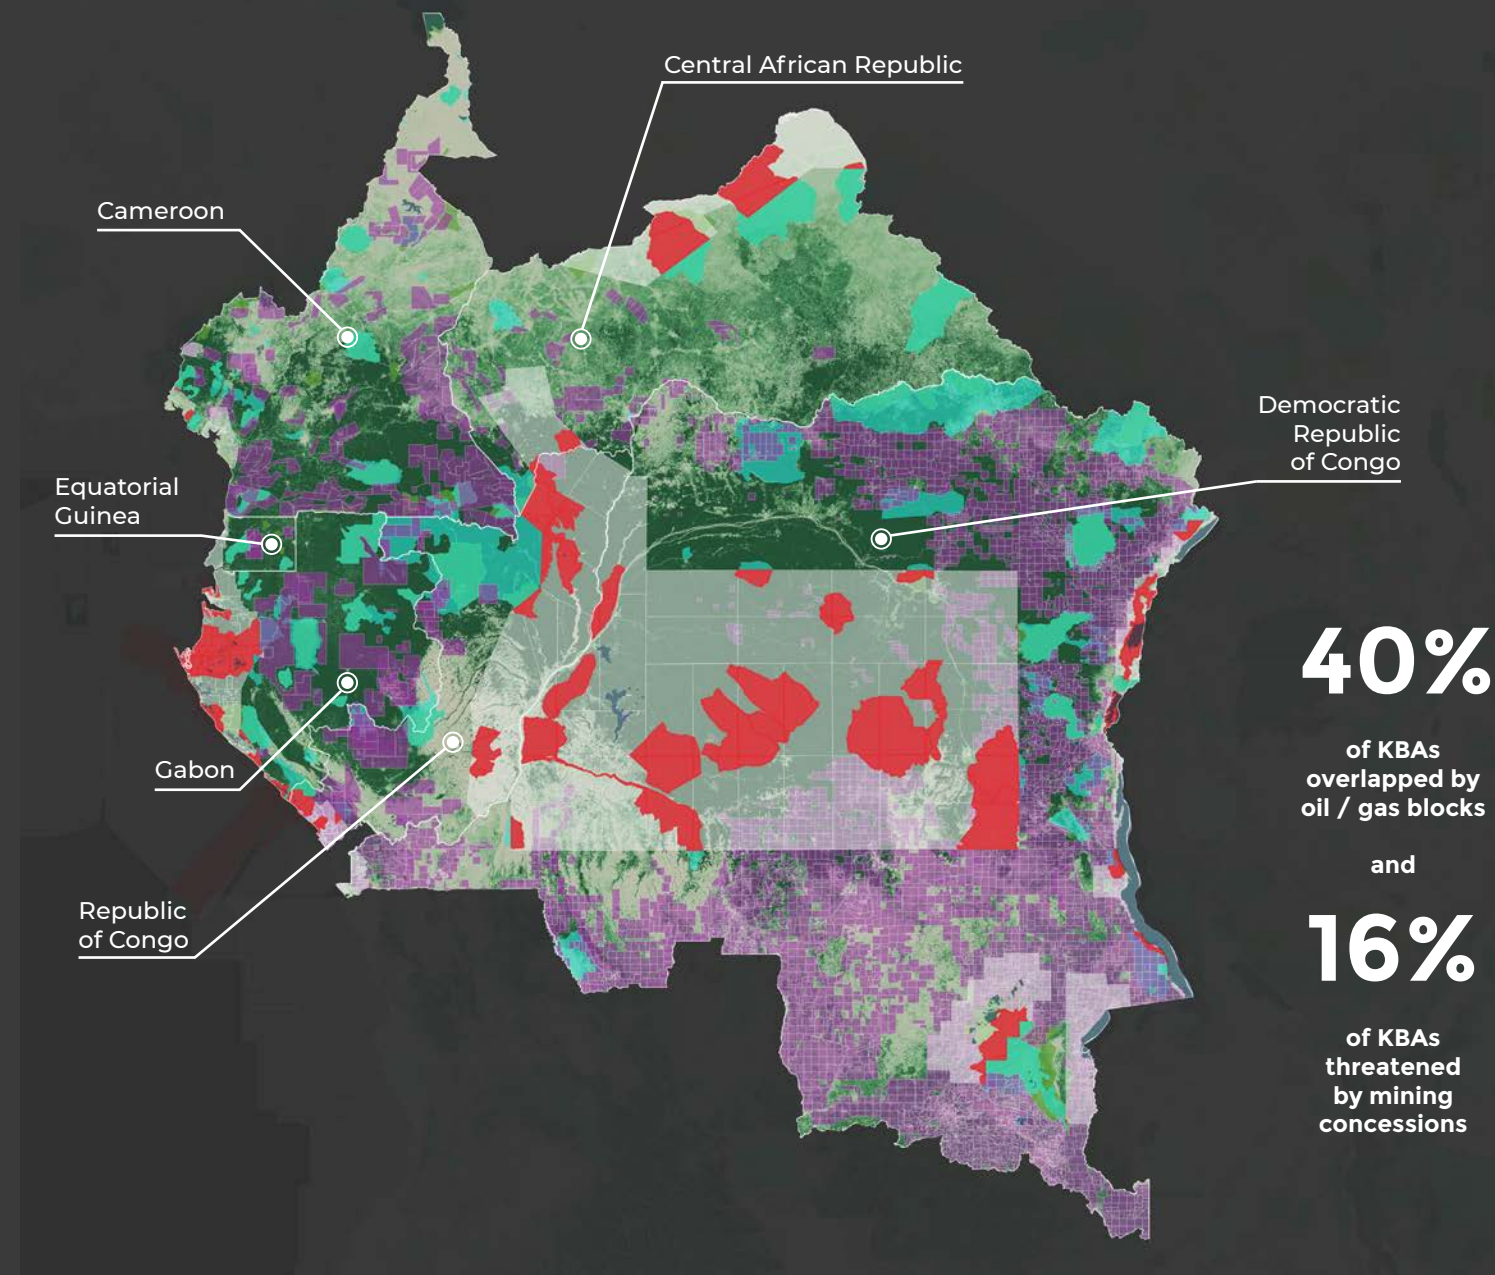 Central African Republic
Cameroon
Democratic
Republic
of Congo
Equatorial
Guinea
40%
of KBAs
overlapped by
oil / gas blocks
and
16%
of KBAs
threatened
by mining
concessions
Gabon
Republic
of Congo